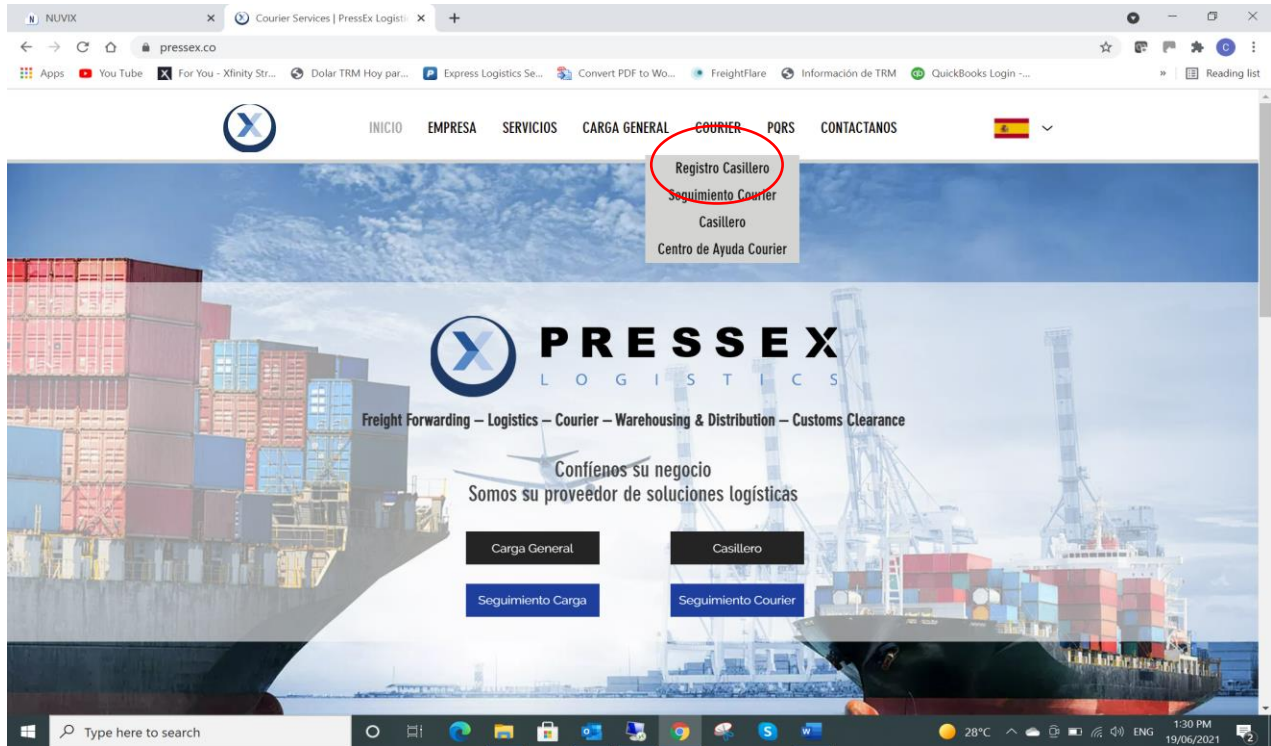 NUVIX
Courier Services | PressEx Logisti
pressex.co
Apps You Tube For You - Xfinity Str... Dolar TRM Hoy par... Express Logistics Se... Convert PDF to Wo... FreightFlare Información de TRM QuickBooks Login -... » Reading list
INICIO EMPRESA SERVICIOS CARGA GENERAL COURIER PQRS CONTACTANOS
Registro Casillero
Seguimiento Courier
Casillero
Centro de Ayuda Courier
PRESSEX
LOGISTICS
Freight Forwarding – Logistics – Courier – Warehousing & Distribution – Customs Clearance
Confíenos su negocio
Somos su proveedor de soluciones logísticas
Carga General Casillero
Seguimiento Carga Seguimiento Courier
Type here to search 28°C ENG 1:30 PM
19/06/2021